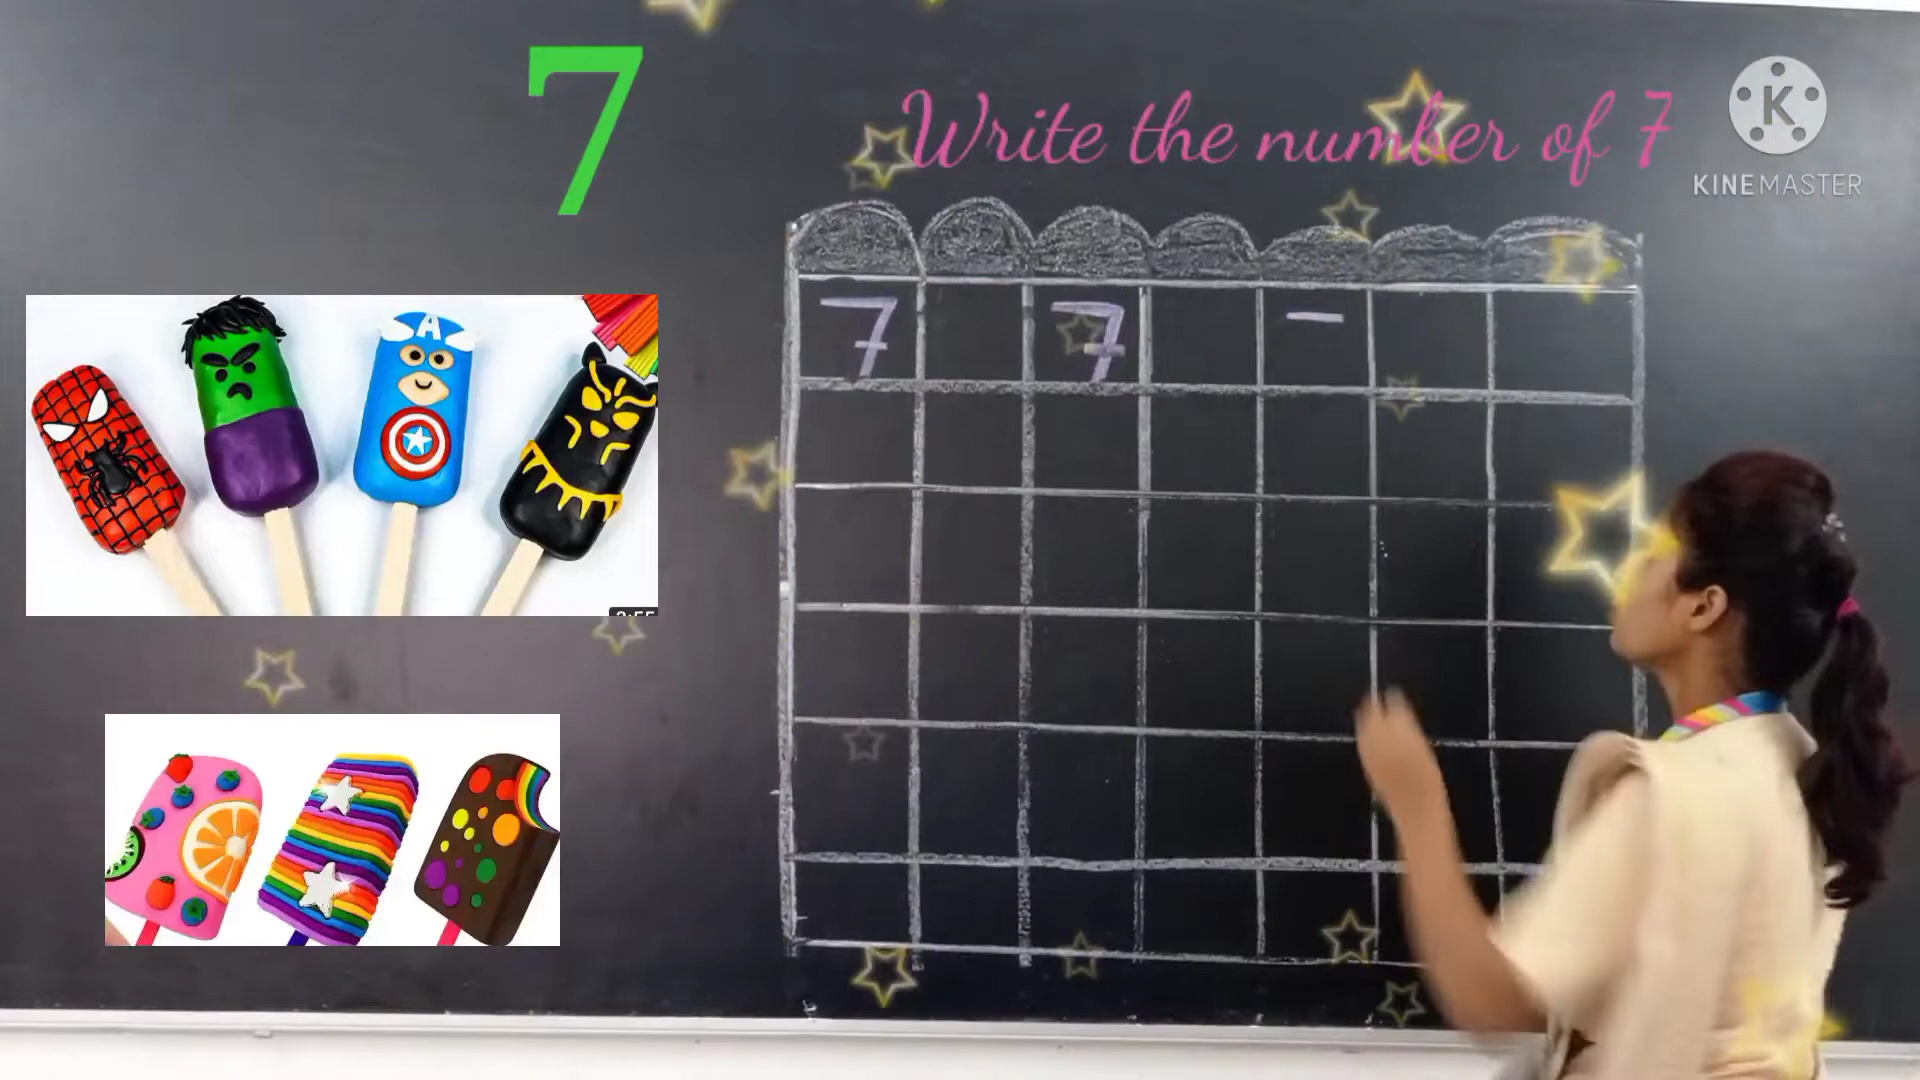 7
Write the number of 7
K
KINEMASTER
7 7 -
A